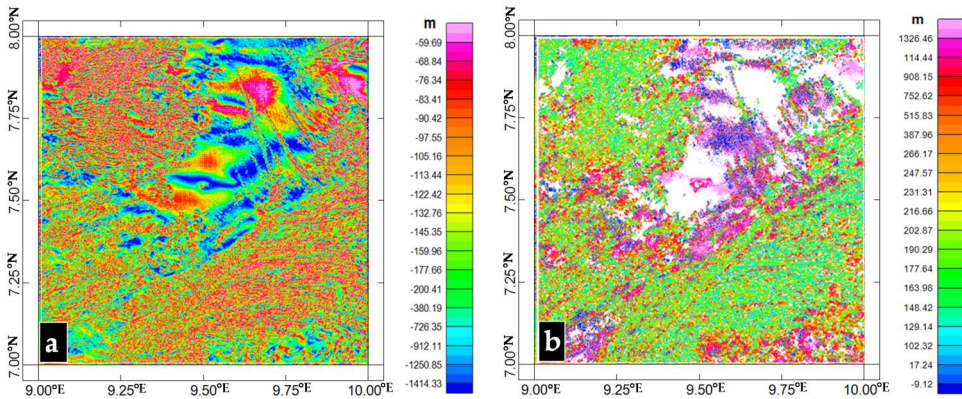 m
8.00°N
7.75°N
7.50°N
7.25°N
7.00°N
9.00°E
9.25°E
9.50°E
9.75°E
10.00°E
a
-59.69
-68.84
-76.34
-83.41
-90.42
-97.55
-105.16
-113.44
-122.42
-132.76
-145.35
-159.96
-177.66
-200.41
-380.19
-726.35
-912.11
-1250.85
-1414.33
m
8.00°N
7.75°N
7.50°N
7.25°N
7.00°N
9.00°E
9.25°E
9.50°E
9.75°E
10.00°E
b
1326.46
114.44
908.15
752.62
515.83
387.96
266.17
247.57
231.31
216.66
202.87
190.29
177.64
163.98
148.42
129.14
102.32
17.24
-9.12